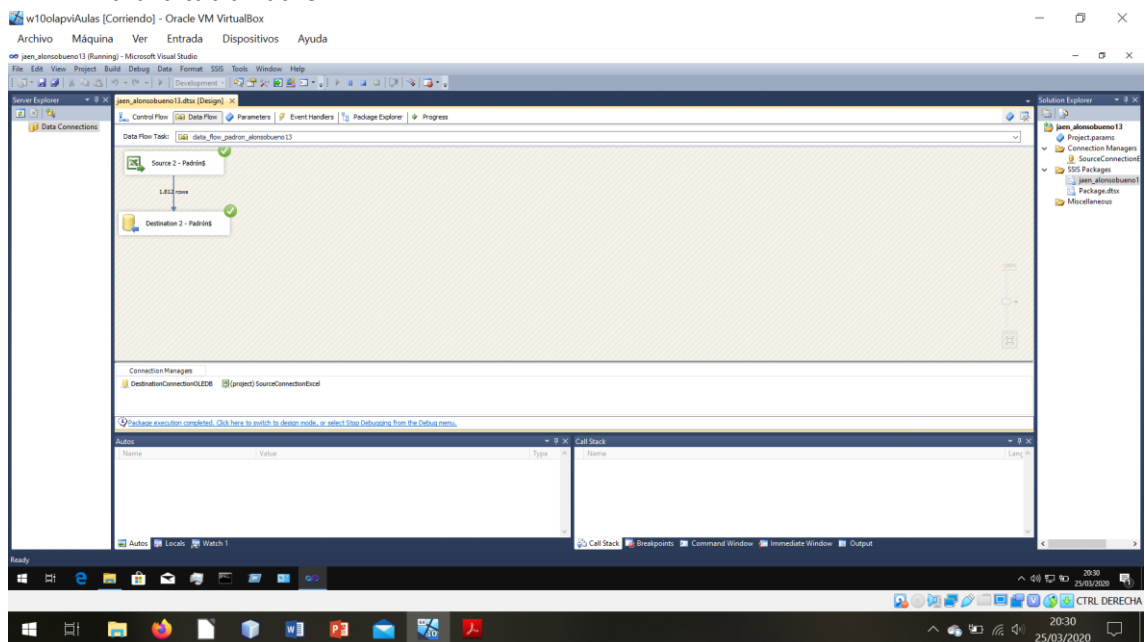 w10olapviAulas [Corriendo] - Oracle VM VirtualBox
Archivo Máquina Ver Entrada Dispositivos Ayuda
jaen_alonsobueno13 (Running) - Microsoft Visual Studio
File Edit View Project Build Debug Data Format SSIS Tools Window Help
Development
Server Explorer
jaen_alonsobueno13.dtsx [Design]
Solution Explorer
Control Flow Data Flow Parameters Event Handlers Package Explorer Progress
Data Connections
jaen_alonsobueno13
Data Flow Task: data_flow_padron_alonsobueno13
Project.params
Connection Managers
SourceConnectionE
SSIS Packages
jaen_alonsobueno1
Package.dtsx
Miscellaneous
Source 2 - Padrón$
1.812 rows
Destination 2 - Padrón$
Connection Managers
DestinationConnectionOLEDB (project) SourceConnectionExcel
Package execution completed. Click here to switch to design mode, or select Stop Debugging from the Debug menu.
Autos
Call Stack
Name Value Type
Name Lang
Autos Locals Watch 1
Call Stack Breakpoints Command Window Immediate Window Output
Ready
20:30
25/03/2020
CTRL DERECHA
20:30
25/03/2020